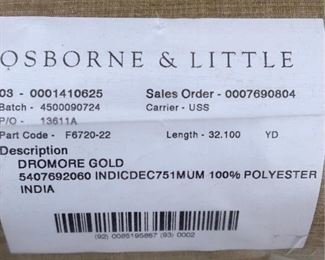 OSBORNE & LITTLE
03 - 0001410625 Sales Order - 0007690804
Batch - 4500090724 Carrier - USS
P/O - 13611A
Part Code - F6720-22 Length - 32.100 YD
Description
DROMORE GOLD
5407692060 INDICDEC751MUM 100% POLYESTER
INDIA
(92) 0085195867 (93) 0002